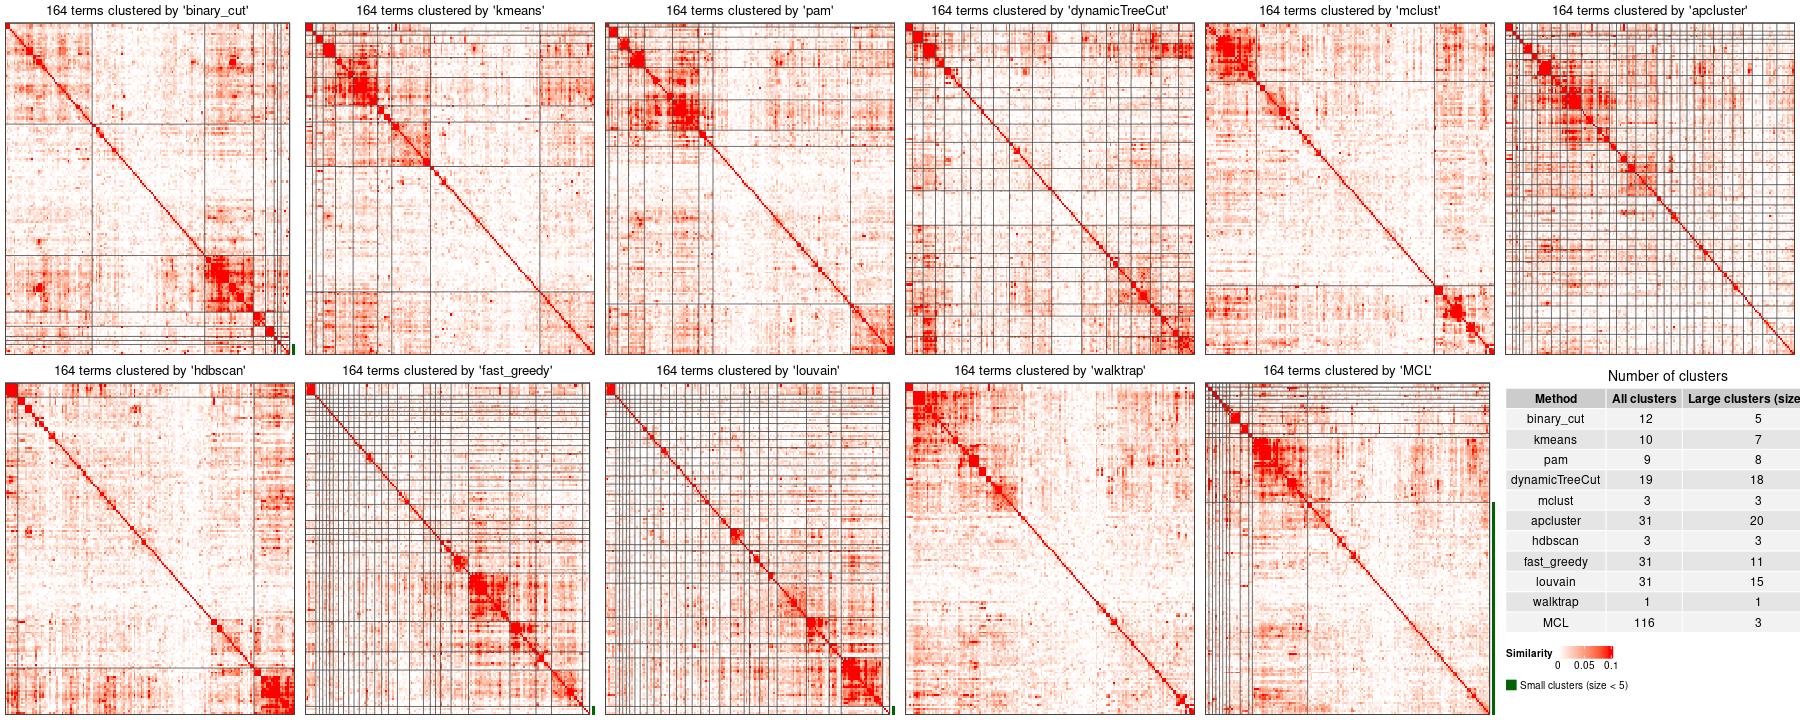 164 terms clustered by 'binary_cut'
164 terms clustered by 'kmeans'
164 terms clustered by 'pam'
164 terms clustered by 'dynamicTreeCut'
164 terms clustered by 'mclust'
164 terms clustered by 'apcluster'
164 terms clustered by 'hdbscan'
164 terms clustered by 'fast_greedy'
164 terms clustered by 'louvain'
164 terms clustered by 'walktrap'
164 terms clustered by 'MCL'
Number of clusters
Method All clusters Large clusters (size
binary_cut 12 5
kmeans 10 7
pam 9 8
dynamicTreeCut 19 18
mclust 3 3
apcluster 31 20
hdbscan 3 3
fast_greedy 31 11
louvain 31 15
walktrap 1 1
MCL 116 3
Similarity
0 0.05 0.1
Small clusters (size < 5)